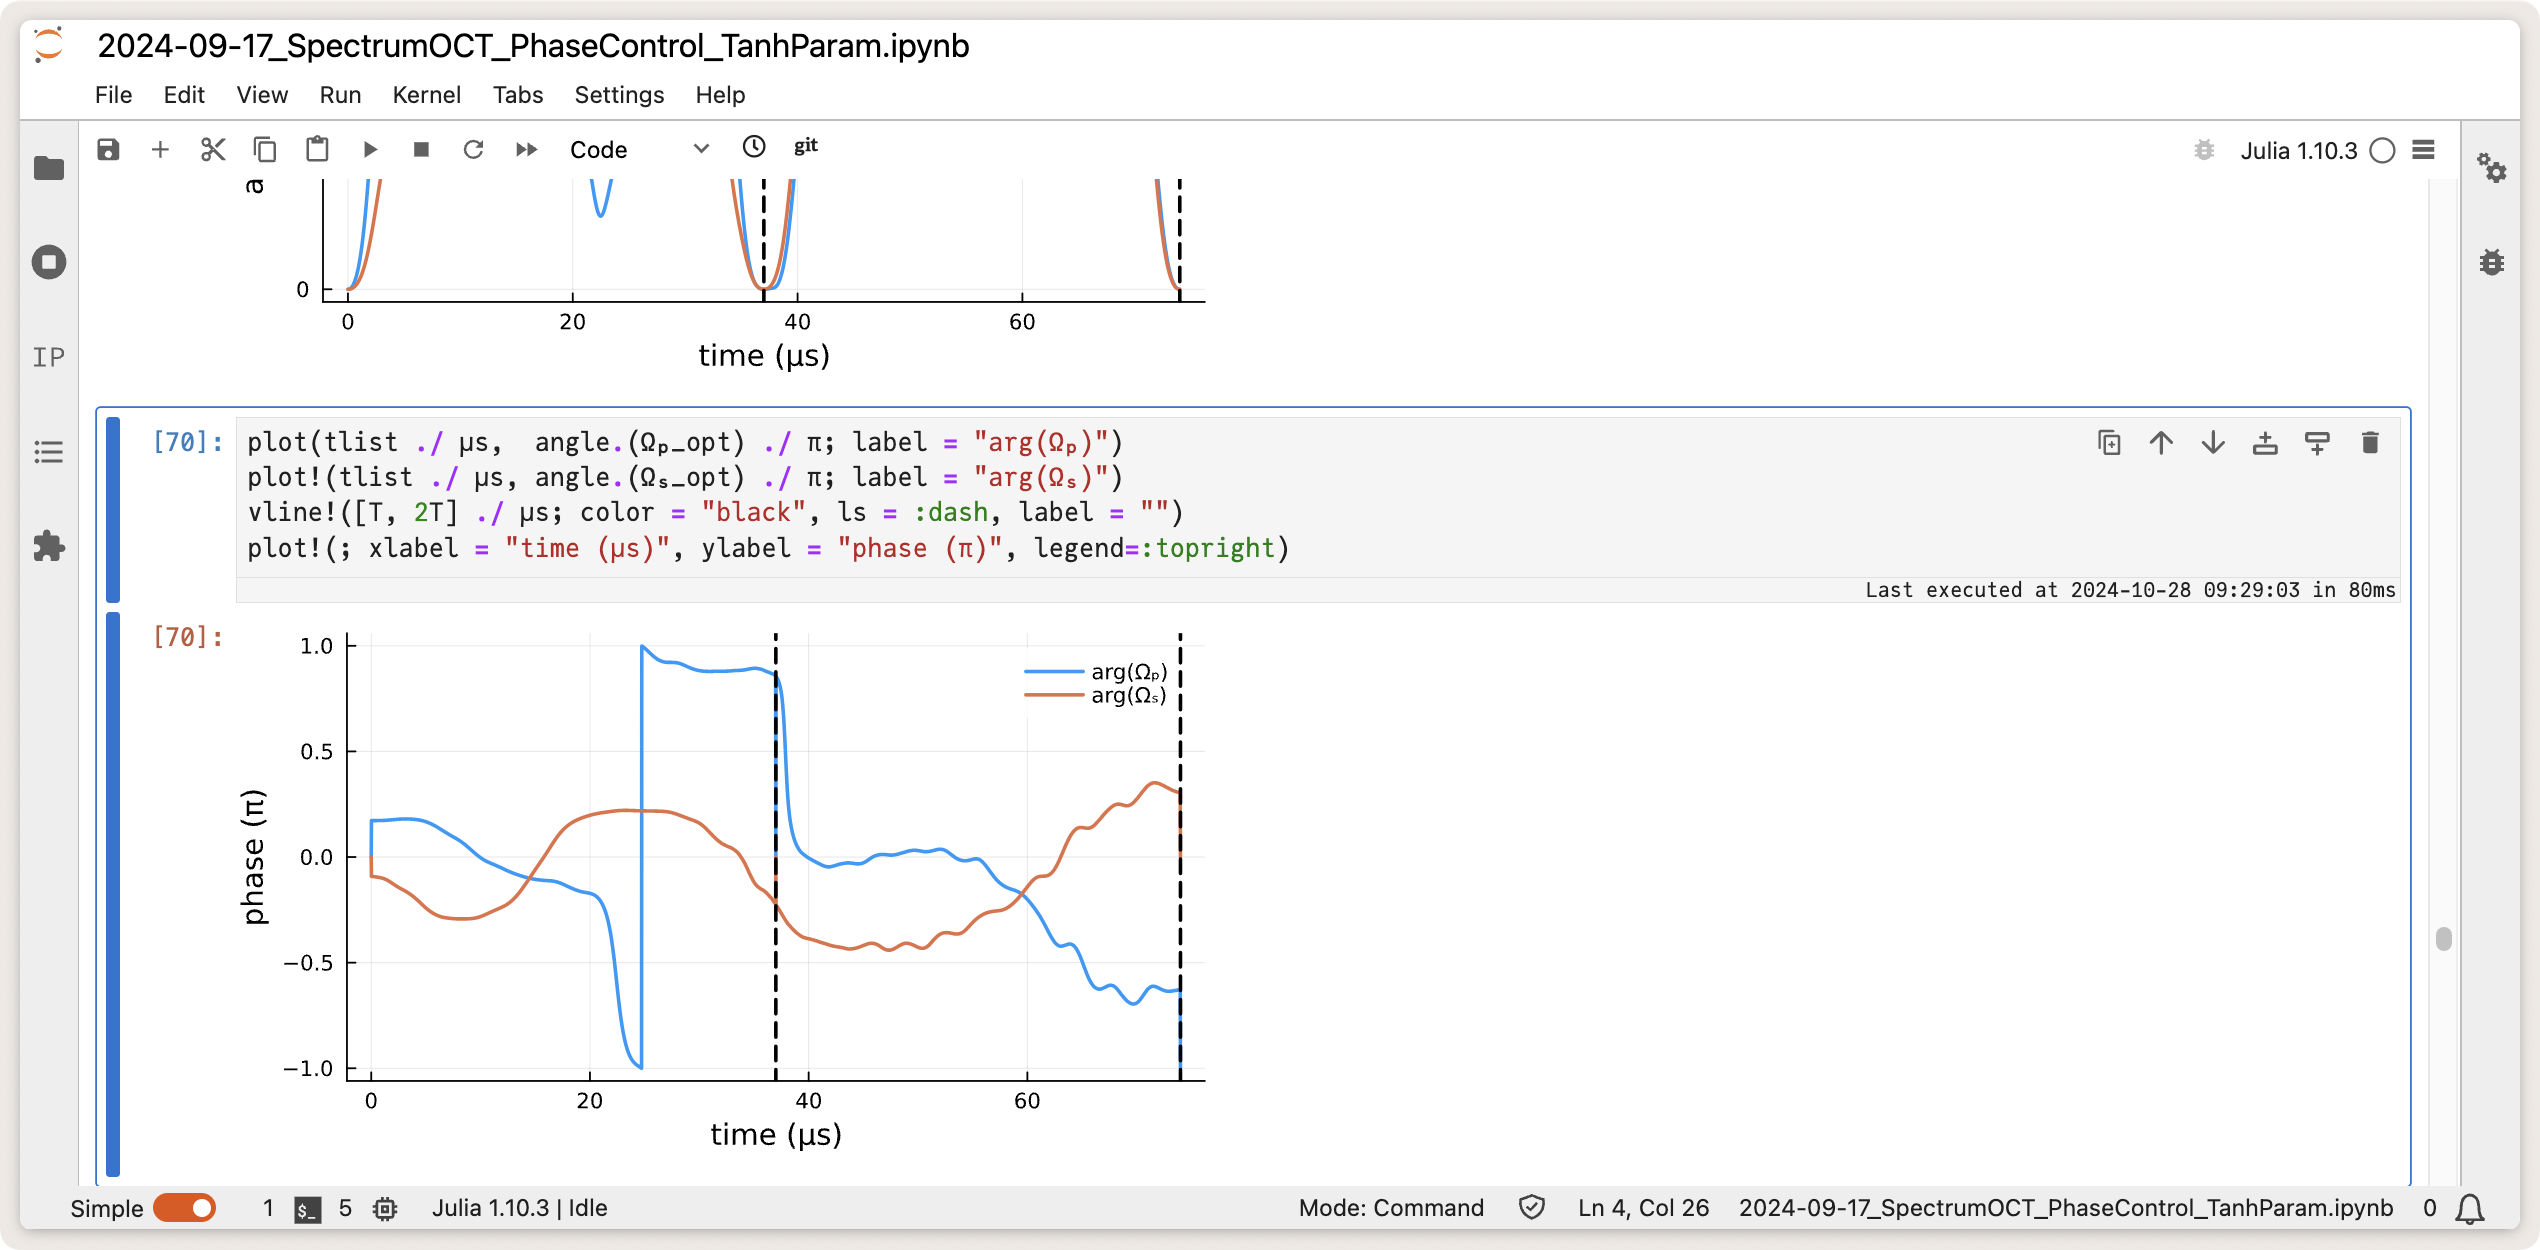 2024-09-17_SpectrumOCT_PhaseControl_TanhParam.ipynb
File Edit View Run Kernel Tabs Settings Help
Code git Julia 1.10.3
IP
a
0
0 20 40 60
time (μs)
[70]:
plot(tlist ./ μs,  angle.(Ωₚ_opt) ./ π; label = "arg(Ωₚ)")
plot!(tlist ./ μs, angle.(Ωₛ_opt) ./ π; label = "arg(Ωₛ)")
vline!([T, 2T] ./ μs; color = "black", ls = :dash, label = "")
plot!(; xlabel = "time (μs)", ylabel = "phase (π)", legend=:topright)
Last executed at 2024-10-28 09:29:03 in 80ms
[70]:
1.0
0.5
0.0
−0.5
−1.0
phase (π)
arg(Ωₚ)
arg(Ωₛ)
0 20 40 60
time (μs)
Simple 1 $_ 5 Julia 1.10.3 | Idle Mode: Command Ln 4, Col 26 2024-09-17_SpectrumOCT_PhaseControl_TanhParam.ipynb 0